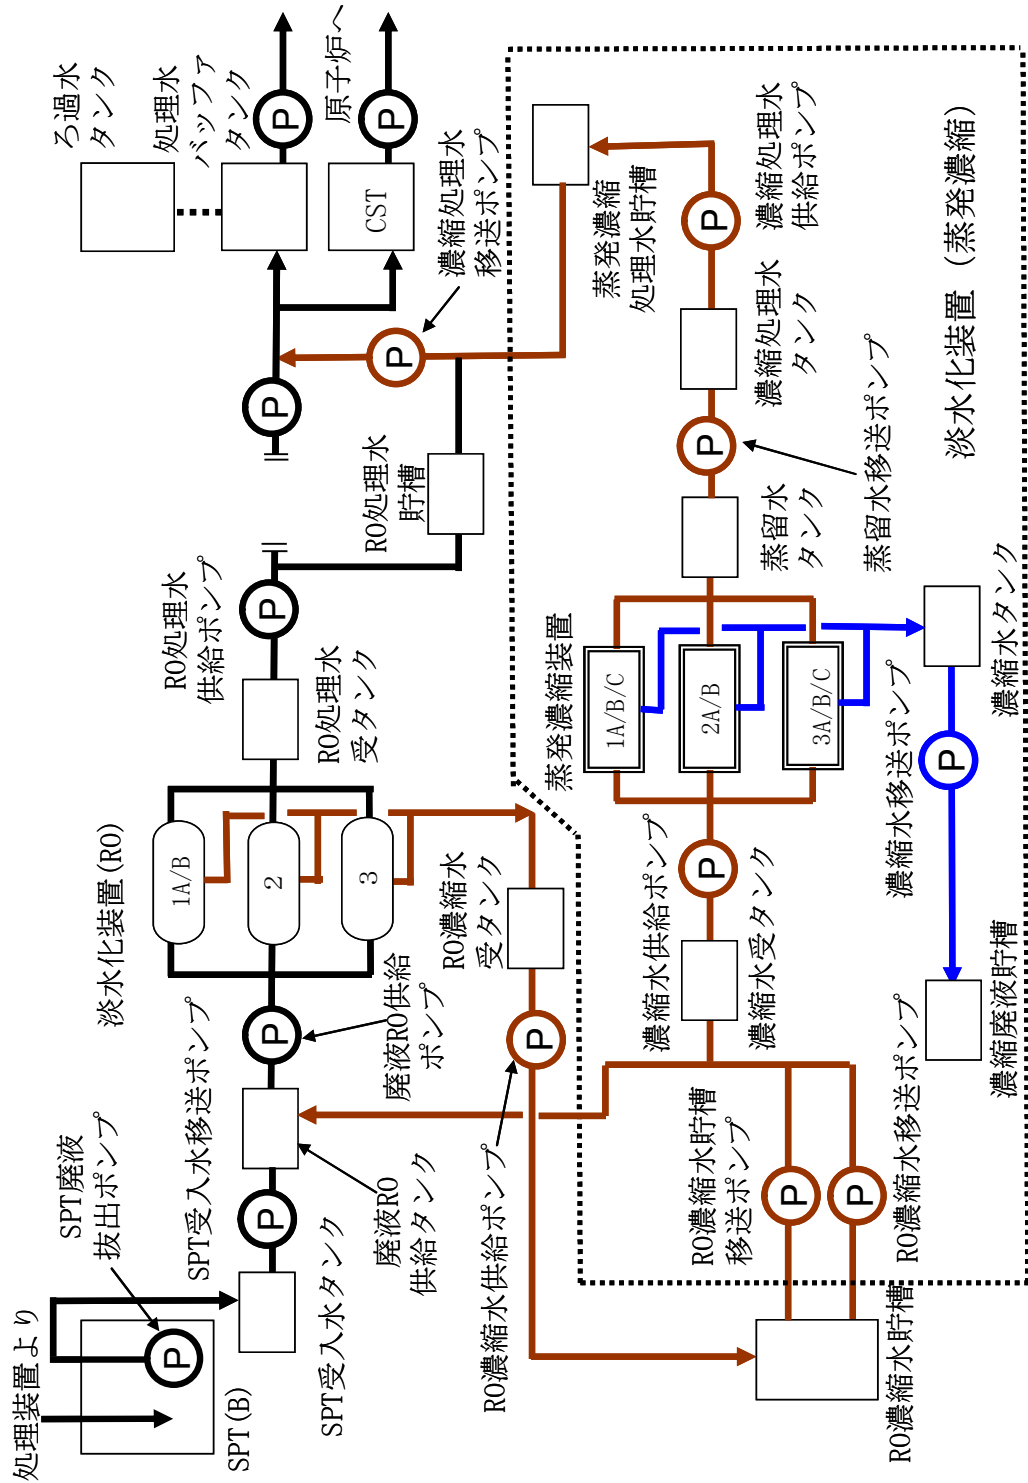 処理装置より
SPT(B)
P
SPT廃液
抜出ポンプ
SPT受入水タンク
P
SPT受入水移送ポンプ
廃液RO
供給タンク
P
廃液RO供給
ポンプ
淡水化装置(RO)
1A/B
2
3
RO処理水
受タンク
P
RO処理水
供給ポンプ
RO処理水
貯槽
P
P
濃縮処理水
移送ポンプ
ろ過水
タンク
処理水
バッファ
タンク
P
CST
P
原子炉へ
RO濃縮水
受タンク
P
RO濃縮水供給ポンプ
RO濃縮水貯槽
P
RO濃縮水貯槽
移送ポンプ
P
RO濃縮水移送ポンプ
濃縮水受タンク
P
濃縮水供給ポンプ
蒸発濃縮装置
1A/B/C
2A/B
3A/B/C
蒸留水
タンク
P
蒸留水移送ポンプ
濃縮処理水
タンク
P
濃縮処理水
供給ポンプ
蒸発濃縮
処理水貯槽
濃縮水タンク
P
濃縮水移送ポンプ
濃縮廃液貯槽
淡水化装置(蒸発濃縮)